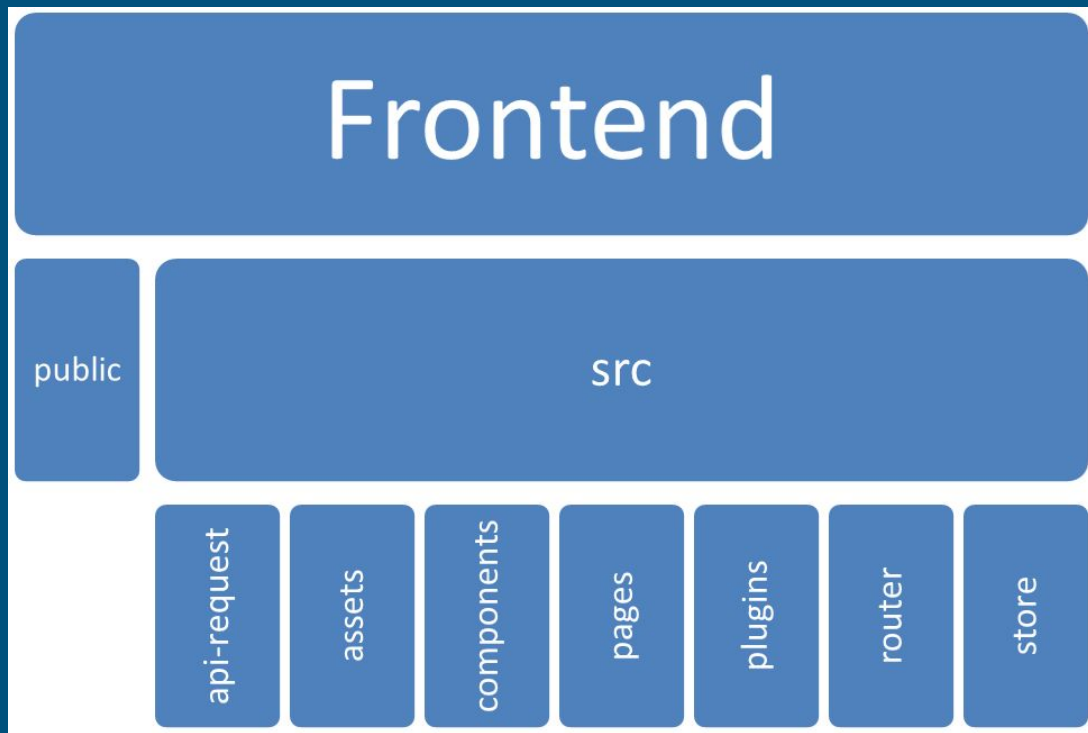 Frontend
public
src
api-request
assets
components
pages
plugins
router
store